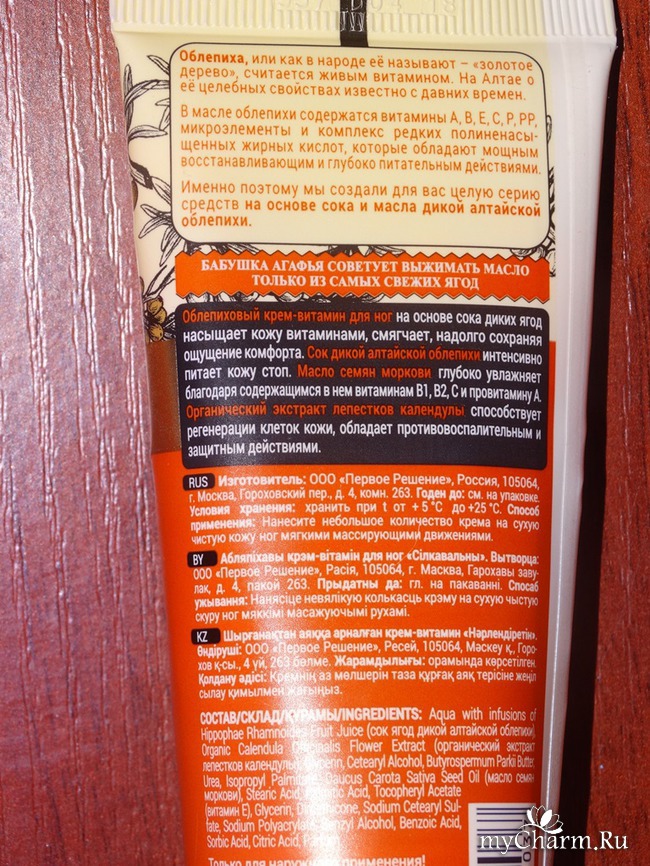 Облепиха, или как в народе её называют – «золотое
дерево», считается живым витамином. На Алтае о
её целебных свойствах известно с давних времен.
В масле облепихи содержатся витамины А, В, Е, С, Р, РР,
микроэлементы и комплекс редких полиненасы-
щенных жирных кислот, которые обладают мощным
восстанавливающим и глубоко питательным действиями.
Именно поэтому мы создали для вас целую серию
средств на основе сока и масла дикой алтайской
облепихи.
БАБУШКА АГАФЬЯ СОВЕТУЕТ ВЫЖИМАТЬ МАСЛО
ТОЛЬКО ИЗ САМЫХ СВЕЖИХ ЯГОД
Облепиховый крем-витамин для ног на основе сока диких ягод
насыщает кожу витаминами, смягчает, надолго сохраняя
ощущение комфорта. Сок дикой алтайской облепихи интенсивно
питает кожу стоп. Масло семян моркови глубоко увлажняет
благодаря содержащимся в нем витаминам В1, В2, С и провитамину А.
Органический экстракт лепестков календулы способствует
регенерации клеток кожи, обладает противовоспалительным и
защитным действиями.
RUS Изготовитель: ООО «Первое Решение», Россия, 105064,
г. Москва, Гороховский пер., д. 4, комн. 263. Годен до: см. на упаковке.
Условия хранения: хранить при t от +5 °С до +25 °С. Способ
применения: Нанесите небольшое количество крема на сухую
чистую кожу ног мягкими массирующими движениями.
BY Абляпіхавы крэм-вітамін для ног «Сілкавальны». Вытворца:
ООО «Первое Решение», Расія, 105064, г. Масква, Гарохавы заву-
лак, д. 4, пакой 263. Прыдатны да: гл. на пакаванні. Спосаб
ужывання: Нанясіце невялікую колькасць крэму на сухую чыстую
скуру ног мяккімі масажуючымі рухамі.
KZ Шырғанақтан аяққа арналған крем-витамин «Нәрлендіретін».
Өндіруші: ООО «Первое Решение», Ресей, 105064, Мәскеу қ., Горо-
хов қ-сы., 4 уй, 263 бөлме. Жарамдылығы: орамында көрсетілген.
Қолдану әдісі: Кремнің аз мөлшерін таза құрғақ аяқ терісіне жеңіл
сылау қимылмен жағыңыз.
СОСТАВ/СКЛАД/ҚҰРАМЫ/INGREDIENTS: Aqua with infusions of
Hippophae Rhamnoides Fruit Juice (сок ягод дикой алтайской облепихи),
Organic Calendula Officinalis Flower Extract (органический экстракт
лепестков календулы), Glycerin, Cetearyl Alcohol, Butyrospermum Parkii Butter,
Urea, Isopropyl Palmitate, Daucus Carota Sativa Seed Oil (масло семян
моркови), Stearic Acid, Palmitic Acid, Tocopheryl Acetate
(витамин Е), Glycerin, Dimethicone, Sodium Cetearyl Sul-
fate, Sodium Polyacrylate, Benzyl Alcohol, Benzoic Acid,
Sorbic Acid, Citric Acid,
Только для наружного применения!
myCharm.Ru